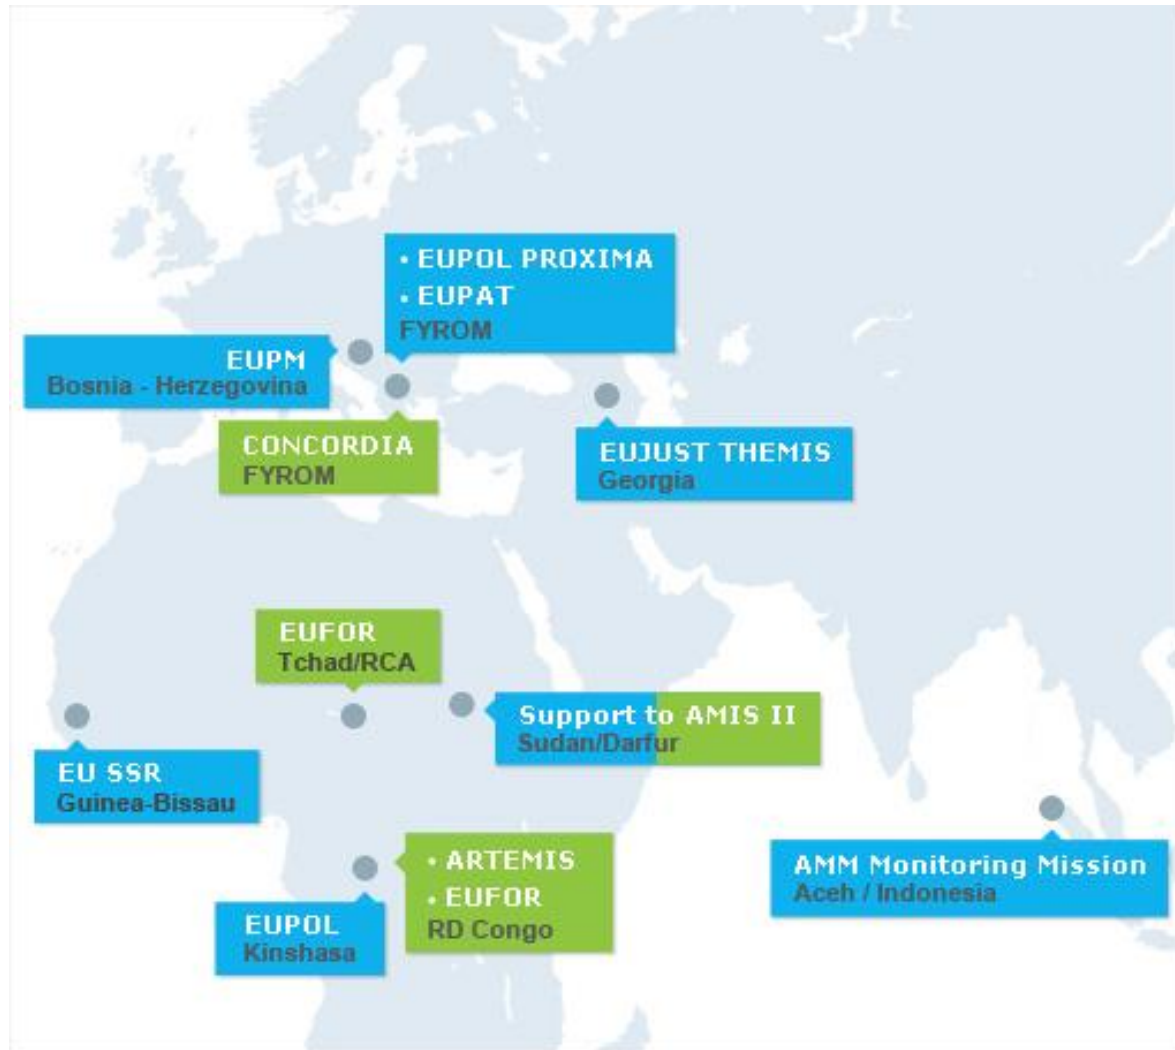 • EUPOL PROXIMA
• EUPAT
FYROM
EUPM
Bosnia - Herzegovina
CONCORDIA
FYROM
EUJUST THEMIS
Georgia
EUFOR
Tchad/RCA
Support to AMIS II
Sudan/Darfur
EU SSR
Guinea-Bissau
• ARTEMIS
• EUFOR
RD Congo
EUPOL
Kinshasa
AMM Monitoring Mission
Aceh / Indonesia